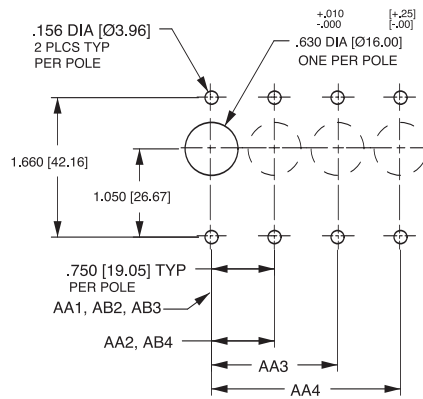 .156 DIA [Ø3.96]
2 PLCS TYP
PER POLE
+.010 [+.25]
-.000 [-.00]
.630 DIA [Ø16.00]
ONE PER POLE
1.660 [42.16]
1.050 [26.67]
.750 [19.05] TYP
PER POLE
AA1, AB2, AB3
AA2, AB4
AA3
AA4